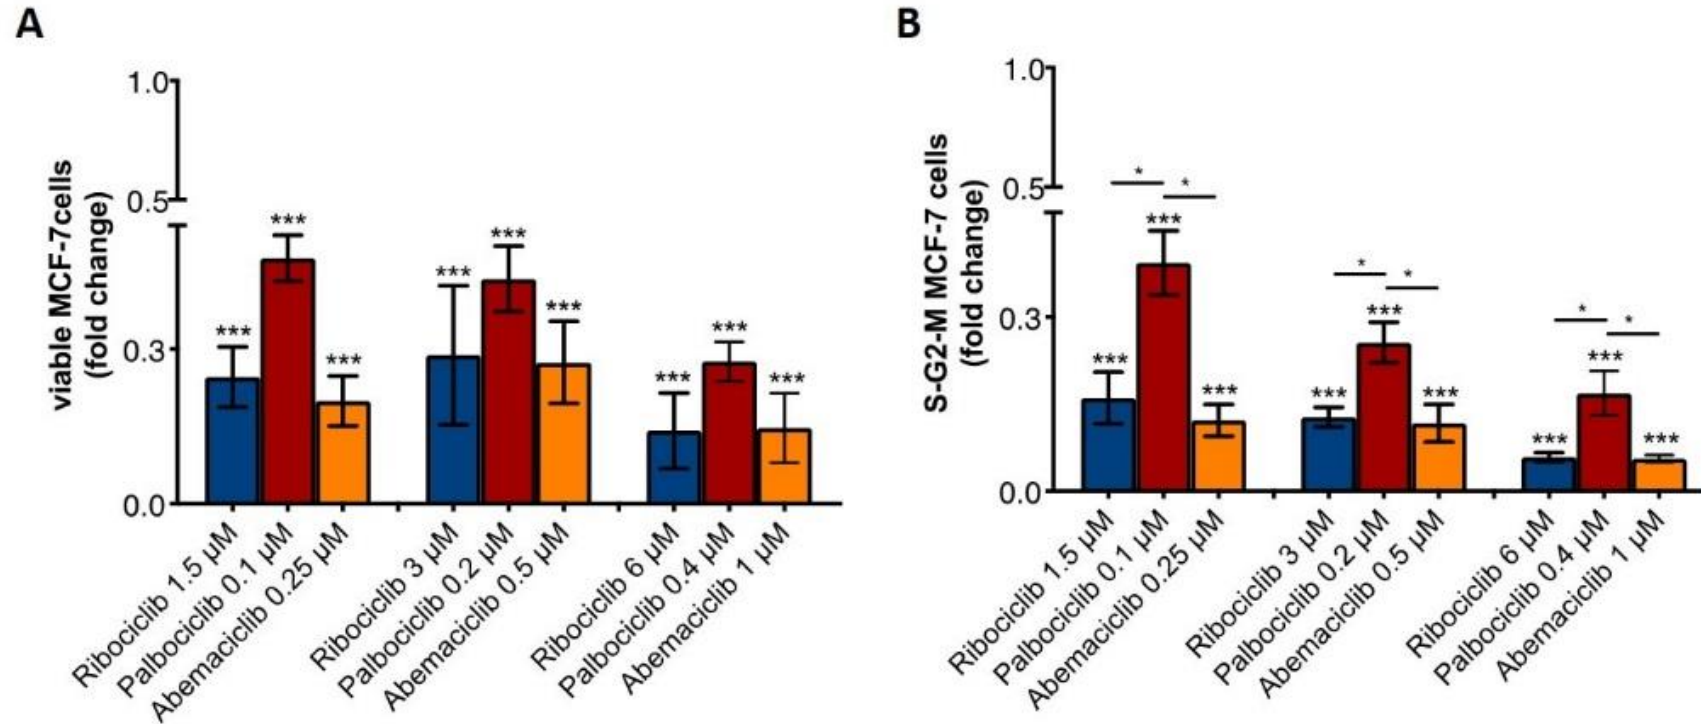 A
viable MCF-7cells
(fold change)
1.0
0.5
0.3
0.0
***
***
***
***
***
***
***
***
***
Ribociclib 1.5 µM
Palbociclib 0.1 µM
Abemaciclib 0.25 µM
Ribociclib 3 µM
Palbociclib 0.2 µM
Abemaciclib 0.5 µM
Ribociclib 6 µM
Palbociclib 0.4 µM
Abemaciclib 1 µM
B
S-G2-M MCF-7 cells
(fold change)
1.0
0.5
0.3
0.0
*
*
***
***
***
*
*
***
***
***
*
*
***
***
***
Ribociclib 1.5 µM
Palbociclib 0.1 µM
Abemaciclib 0.25 µM
Ribociclib 3 µM
Palbociclib 0.2 µM
Abemaciclib 0.5 µM
Ribociclib 6 µM
Palbociclib 0.4 µM
Abemaciclib 1 µM